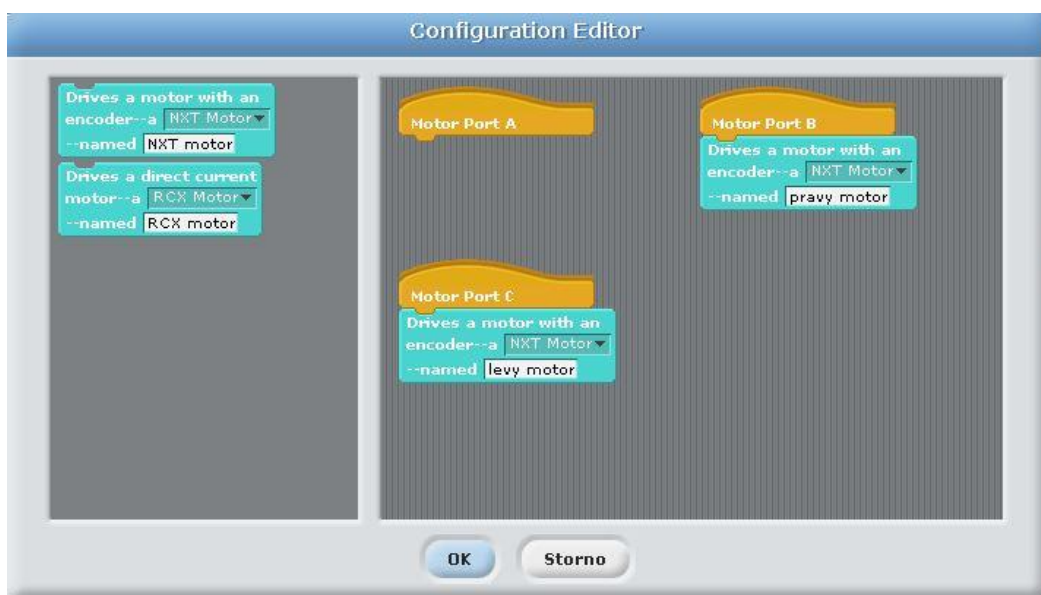 Configuration Editor
Drives a motor with an
encoder--a NXT Motor
--named NXT motor
Drives a direct current
motor--a RCX Motor
--named RCX motor
Motor Port A
Motor Port B
Drives a motor with an
encoder--a NXT Motor
--named pravy motor
Motor Port C
Drives a motor with an
encoder--a NXT Motor
--named levy motor
OK
Storno